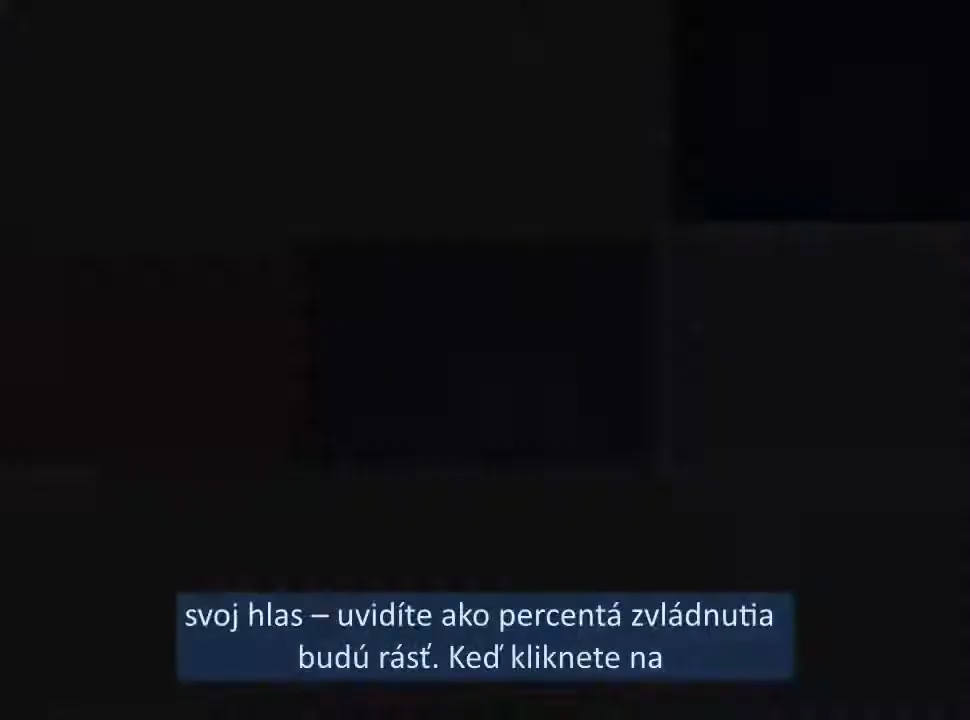 svoj hlas – uvidíte ako percentá zvládnutia
budú rásť. Keď kliknete na